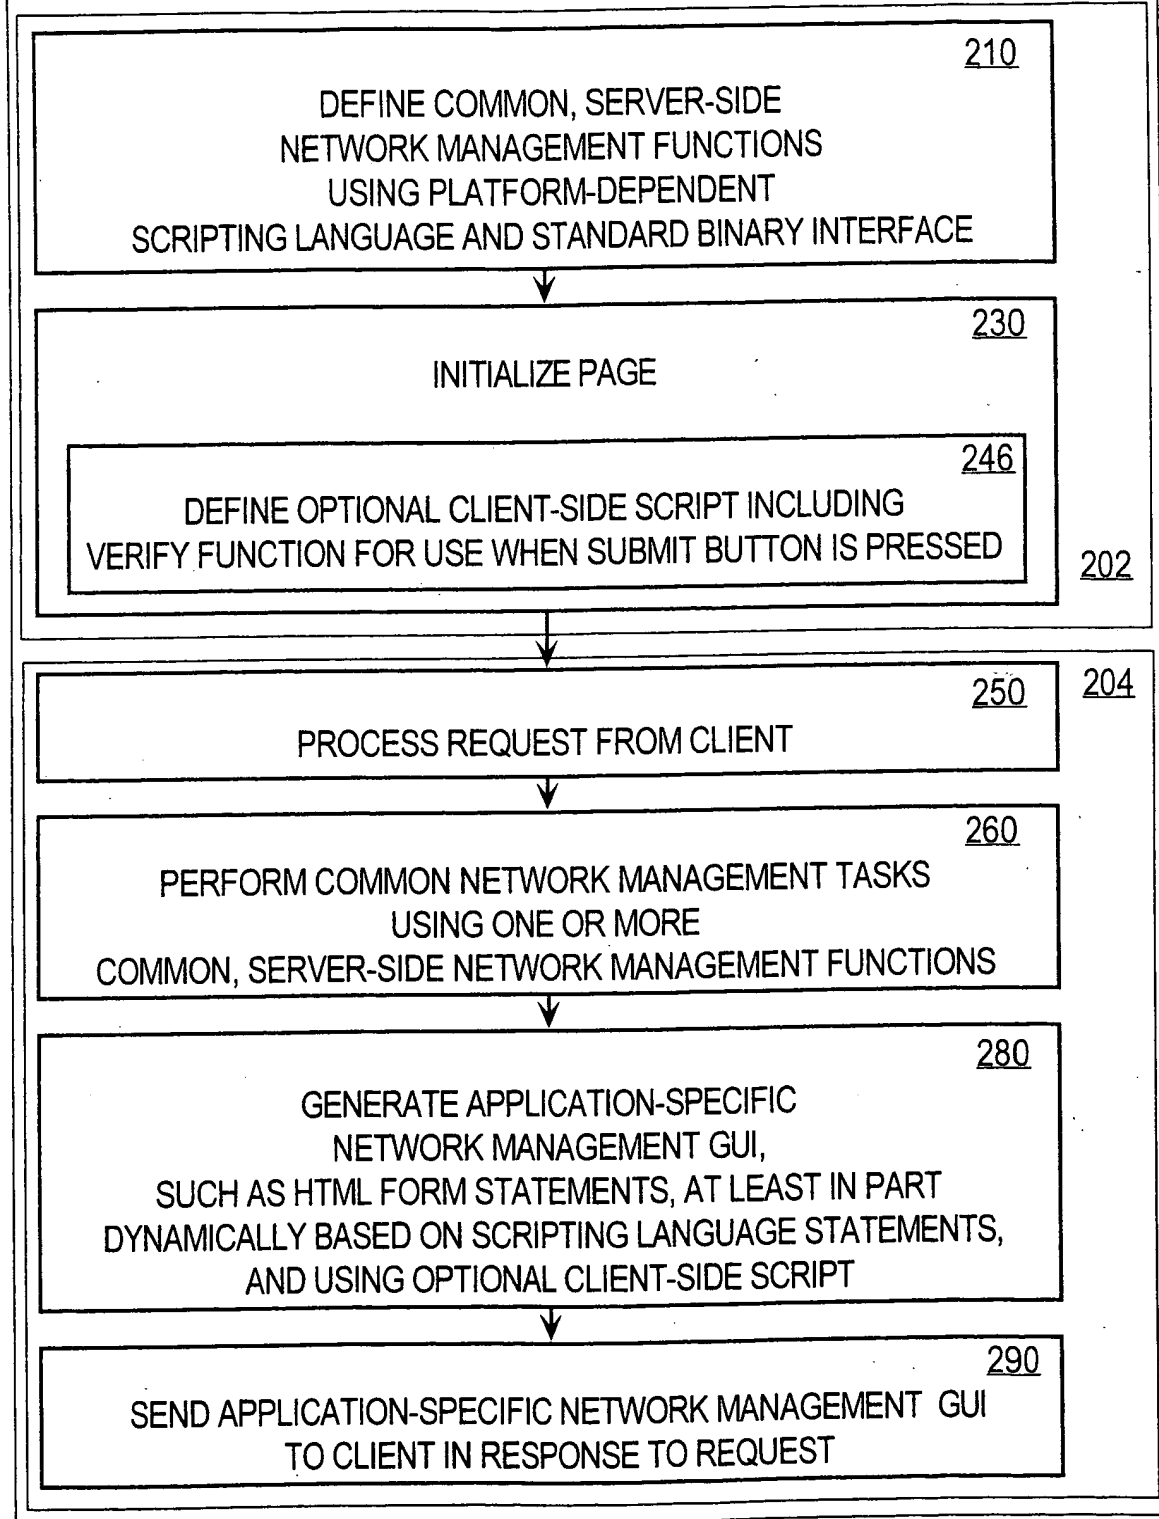 210
DEFINE COMMON, SERVER-SIDE
NETWORK MANAGEMENT FUNCTIONS
USING PLATFORM-DEPENDENT
SCRIPTING LANGUAGE AND STANDARD BINARY INTERFACE
230
INITIALIZE PAGE
246
DEFINE OPTIONAL CLIENT-SIDE SCRIPT INCLUDING
VERIFY FUNCTION FOR USE WHEN SUBMIT BUTTON IS PRESSED
202
204
250
PROCESS REQUEST FROM CLIENT
260
PERFORM COMMON NETWORK MANAGEMENT TASKS
USING ONE OR MORE
COMMON, SERVER-SIDE NETWORK MANAGEMENT FUNCTIONS
280
GENERATE APPLICATION-SPECIFIC
NETWORK MANAGEMENT GUI,
SUCH AS HTML FORM STATEMENTS, AT LEAST IN PART
DYNAMICALLY BASED ON SCRIPTING LANGUAGE STATEMENTS,
AND USING OPTIONAL CLIENT-SIDE SCRIPT
290
SEND APPLICATION-SPECIFIC NETWORK MANAGEMENT GUI
TO CLIENT IN RESPONSE TO REQUEST